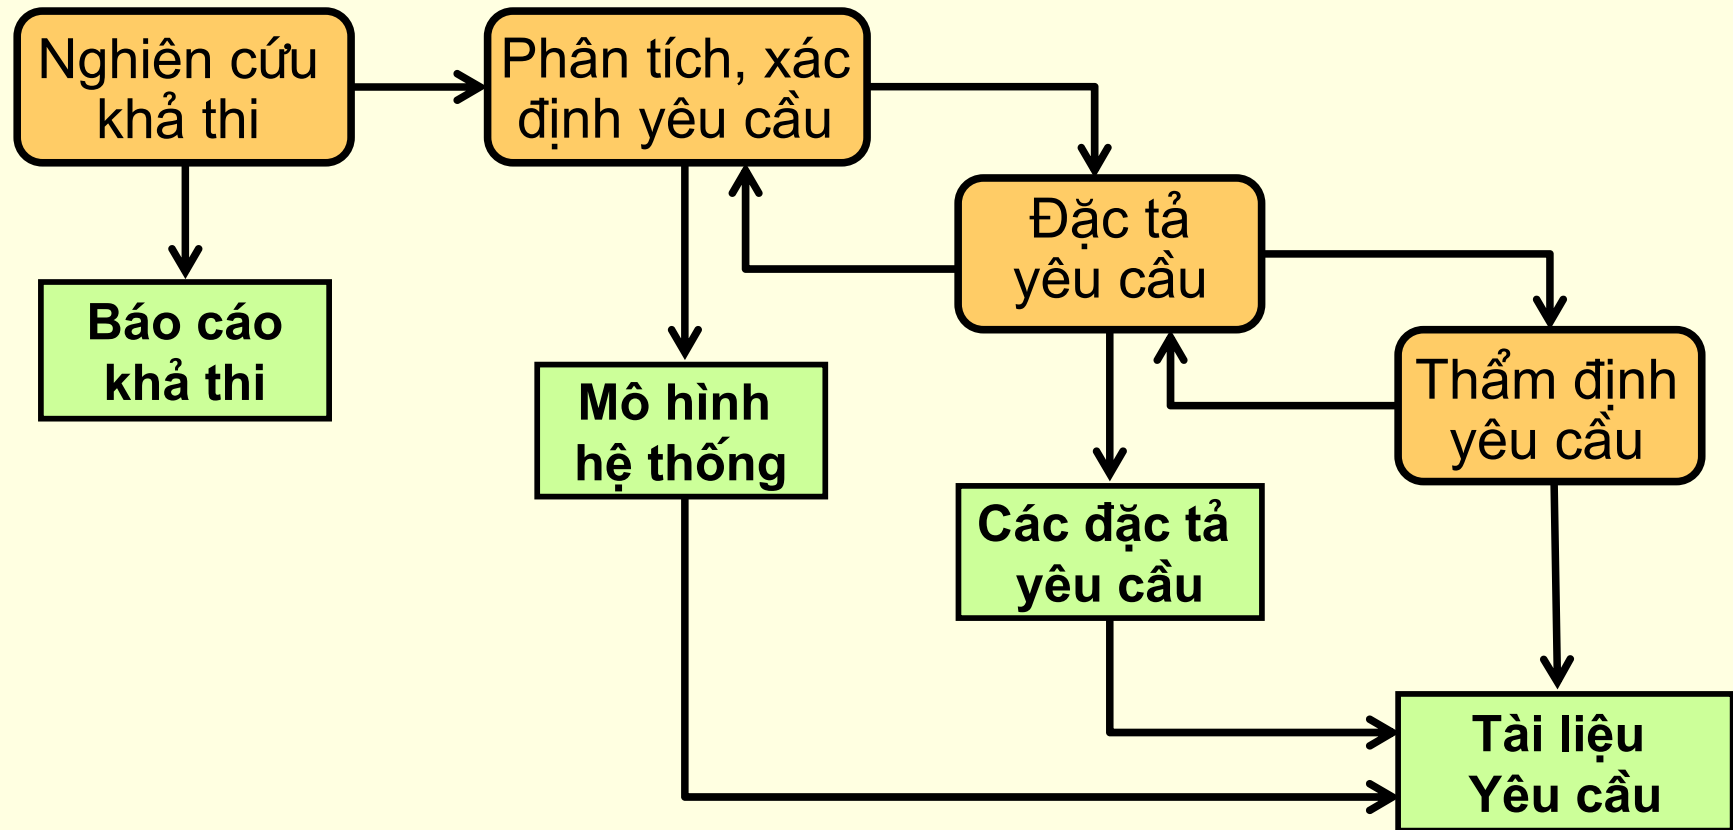 Nghiên cứu
khả thi
Phân tích, xác
định yêu cầu
Đặc tả
yêu cầu
Thẩm định
yêu cầu
Báo cáo
khả thi
Mô hình
hệ thống
Các đặc tả
yêu cầu
Tài liệu
Yêu cầu